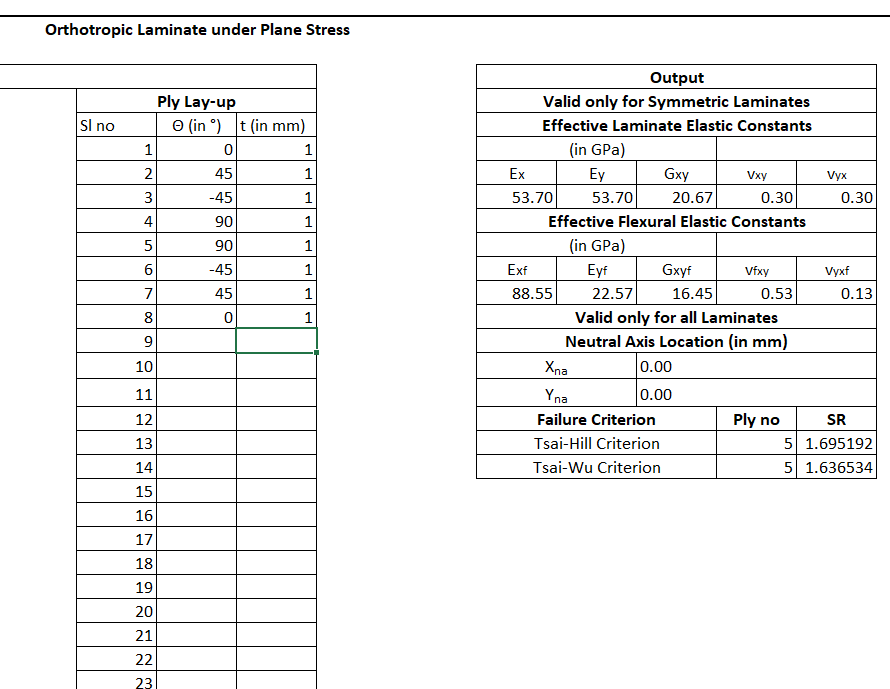 Orthotropic Laminate under Plane Stress
Ply Lay-up
Sl no Θ (in °) t (in mm)
1 0 1
2 45 1
3 -45 1
4 90 1
5 90 1
6 -45 1
7 45 1
8 0 1
9
10
11
12
13
14
15
16
17
18
19
20
21
22
23
Output
Valid only for Symmetric Laminates
Effective Laminate Elastic Constants
(in GPa)
Ex Ey Gxy νxy νyx
53.70 53.70 20.67 0.30 0.30
Effective Flexural Elastic Constants
(in GPa)
Exf Eyf Gxyf νfxy νyxf
88.55 22.57 16.45 0.53 0.13
Valid only for all Laminates
Neutral Axis Location (in mm)
Xna 0.00
Yna 0.00
Failure Criterion Ply no SR
Tsai-Hill Criterion 5 1.695192
Tsai-Wu Criterion 5 1.636534